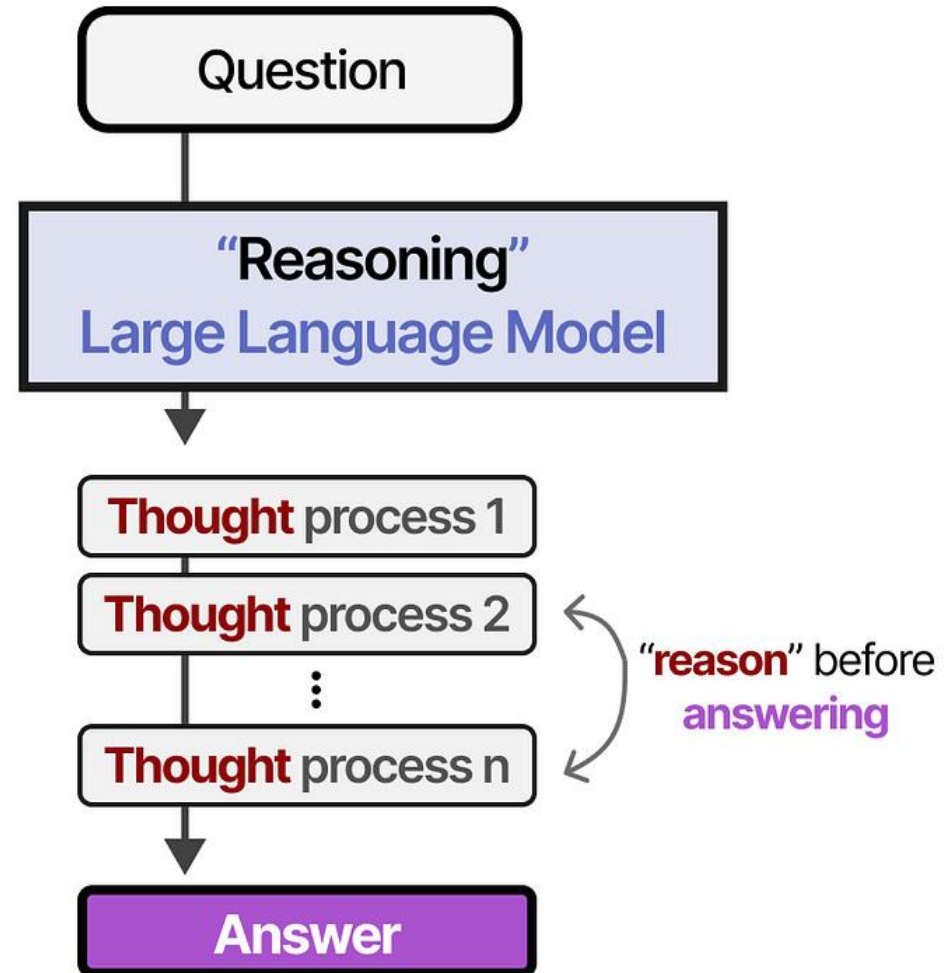 Question
“Reasoning”
Large Language Model
Thought process 1
Thought process 2
⋮
Thought process n
“reason” before
answering
Answer